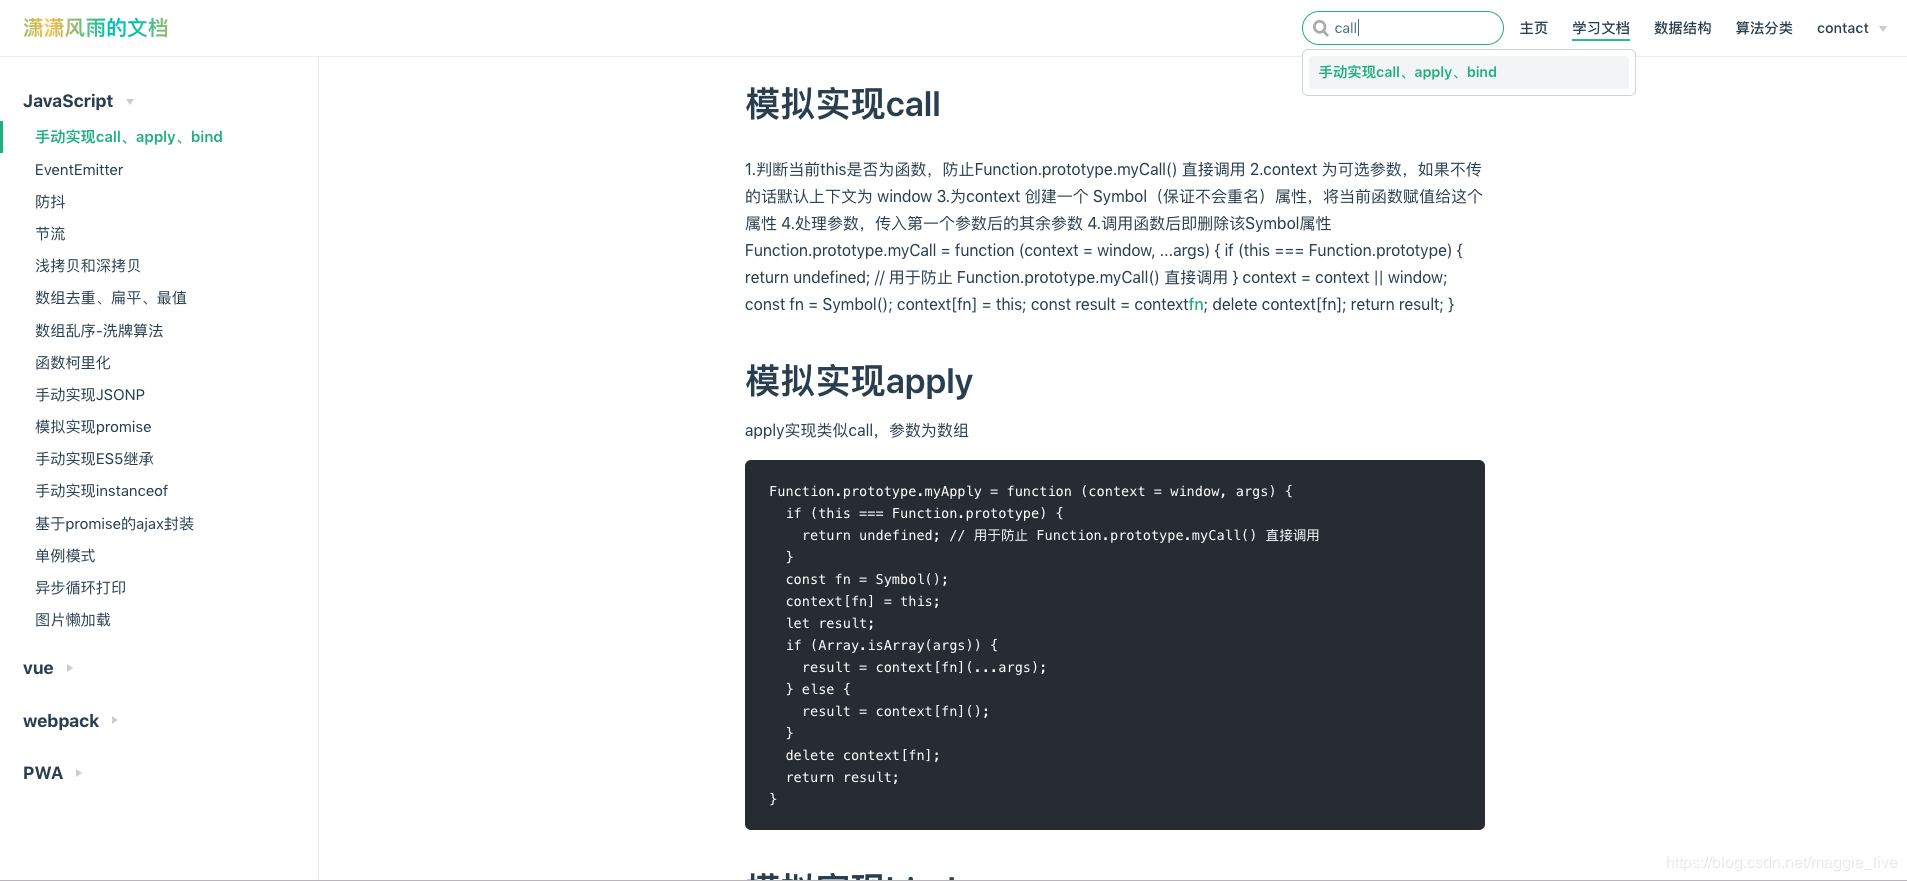 潇潇风雨的文档
call
主页
学习文档
数据结构
算法分类
contact
手动实现call、apply、bind
JavaScript
手动实现call、apply、bind
EventEmitter
防抖
节流
浅拷贝和深拷贝
数组去重、扁平、最值
数组乱序-洗牌算法
函数柯里化
手动实现JSONP
模拟实现promise
手动实现ES5继承
手动实现instanceof
基于promise的ajax封装
单例模式
异步循环打印
图片懒加载
vue
webpack
PWA
模拟实现call
1.判断当前this是否为函数，防止Function.prototype.myCall() 直接调用 2.context 为可选参数，如果不传
的话默认上下文为 window 3.为context 创建一个 Symbol（保证不会重名）属性，将当前函数赋值给这个
属性 4.处理参数，传入第一个参数后的其余参数 4.调用函数后即删除该Symbol属性
Function.prototype.myCall = function (context = window, ...args) { if (this === Function.prototype) {
return undefined; // 用于防止 Function.prototype.myCall() 直接调用 } context = context || window;
const fn = Symbol(); context[fn] = this; const result = contextfn; delete context[fn]; return result; }
模拟实现apply
apply实现类似call，参数为数组
Function.prototype.myApply = function (context = window, args) {
  if (this === Function.prototype) {
    return undefined; // 用于防止 Function.prototype.myCall() 直接调用
  }
  const fn = Symbol();
  context[fn] = this;
  let result;
  if (Array.isArray(args)) {
    result = context[fn](...args);
  } else {
    result = context[fn]();
  }
  delete context[fn];
  return result;
}
模拟实现bind
https://blog.csdn.net/maggie_live